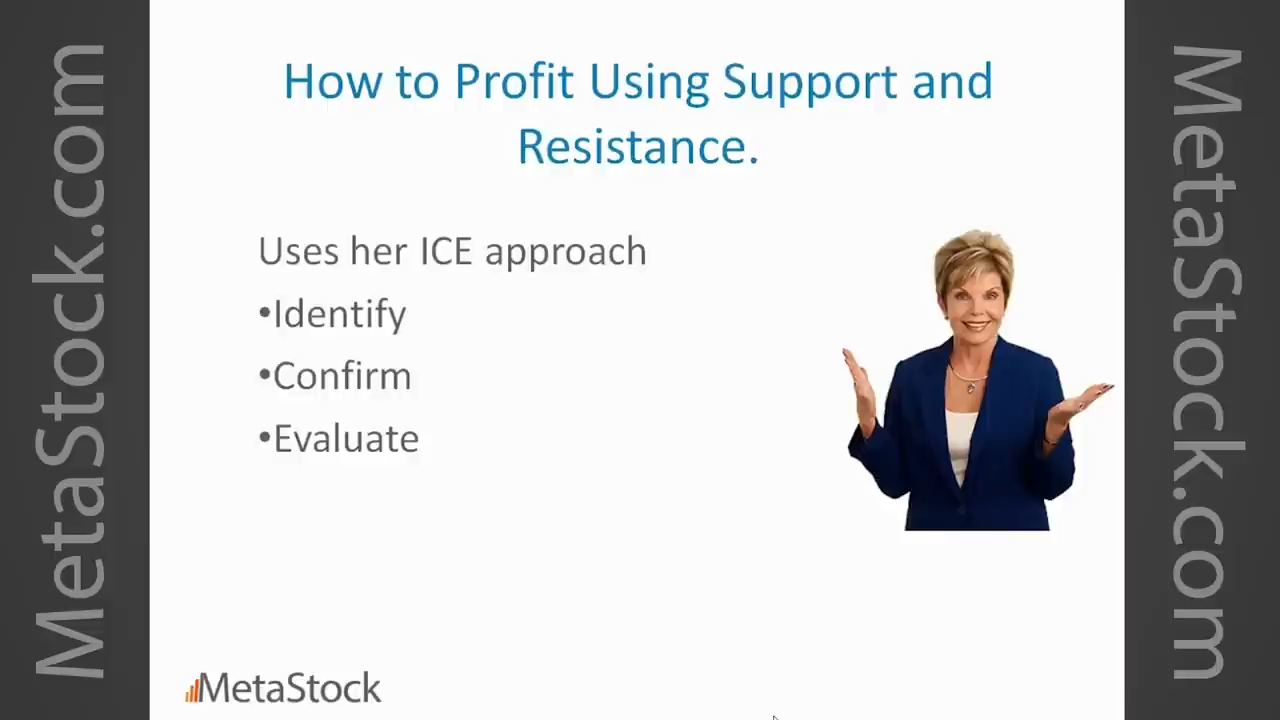 MetaStock.com
How to Profit Using Support and
Resistance.
Uses her ICE approach
•Identify
•Confirm
•Evaluate
MetaStock
MetaStock.com